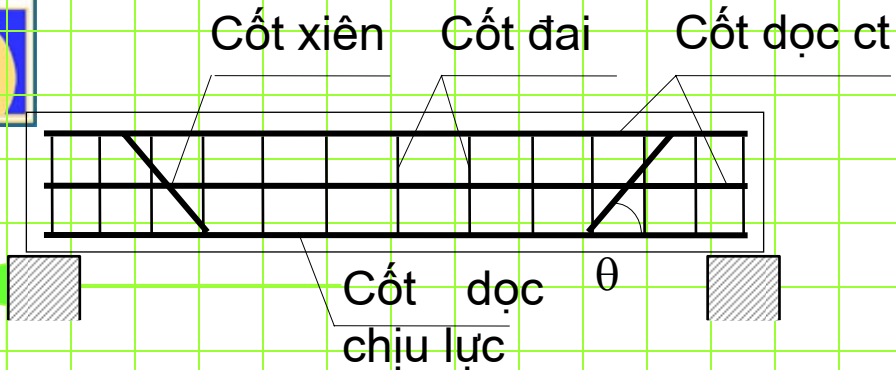 Cốt xiên
Cốt đai
Cốt dọc ct
θ
Cốt dọc
chịu lực